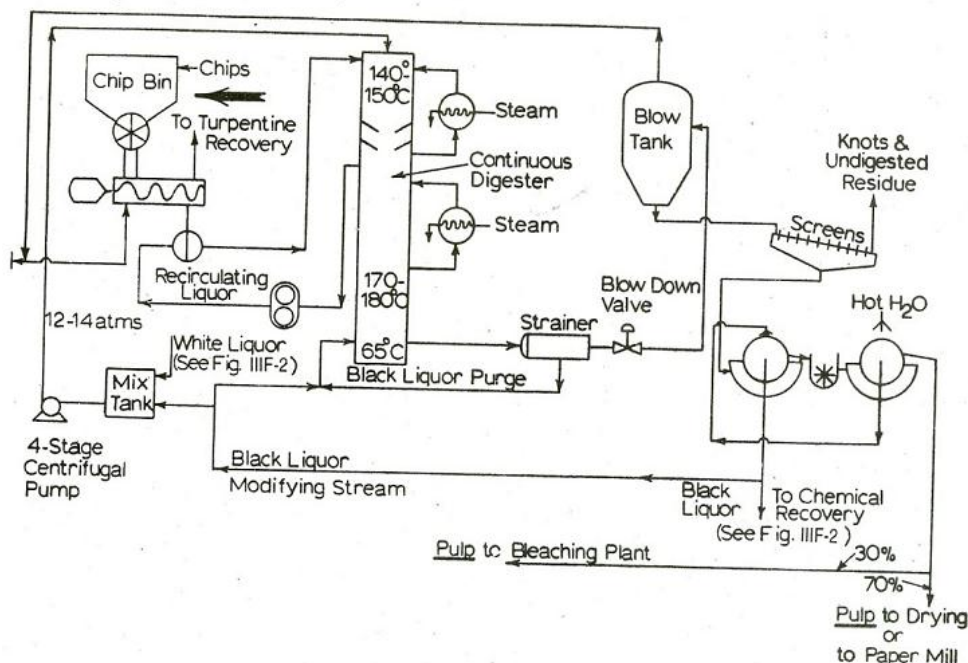 Chips
Chip Bin
To Turpentine
Recovery
140°-
150°C
Steam
Continuous
Digester
Steam
Blow
Tank
Knots &
Undigested
Residue
Screens
Recirculating
Liquor
170-
180°C
Blow Down
Valve
Hot H₂O
12-14 atms
Strainer
White Liquor
(See Fig. IIIF-2)
65°C
Black Liquor Purge
Mix
Tank
4-Stage
Centrifugal
Pump
Black Liquor
Modifying Stream
Black
Liquor
To Chemical
Recovery
(See Fig. IIIF-2)
Pulp to Bleaching Plant
30%
70%
Pulp to Drying
or
to Paper Mill